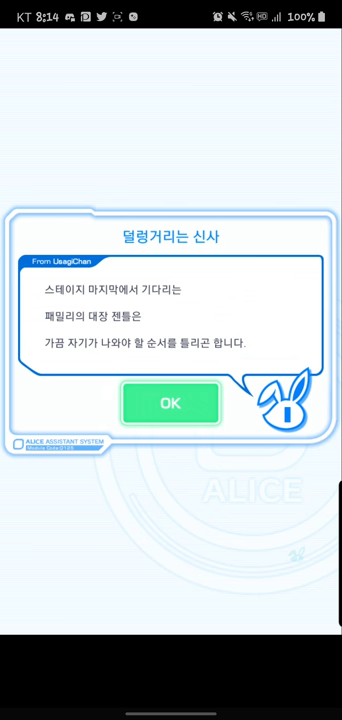 KT 8:14
HD
100%
덜렁거리는 신사
From UsagiChan
스테이지 마지막에서 기다리는
패밀리의 대장 젠틀은
가끔 자기가 나와야 할 순서를 틀리곤 합니다.
OK
ALICE ASSISTANT SYSTEM
ALICE